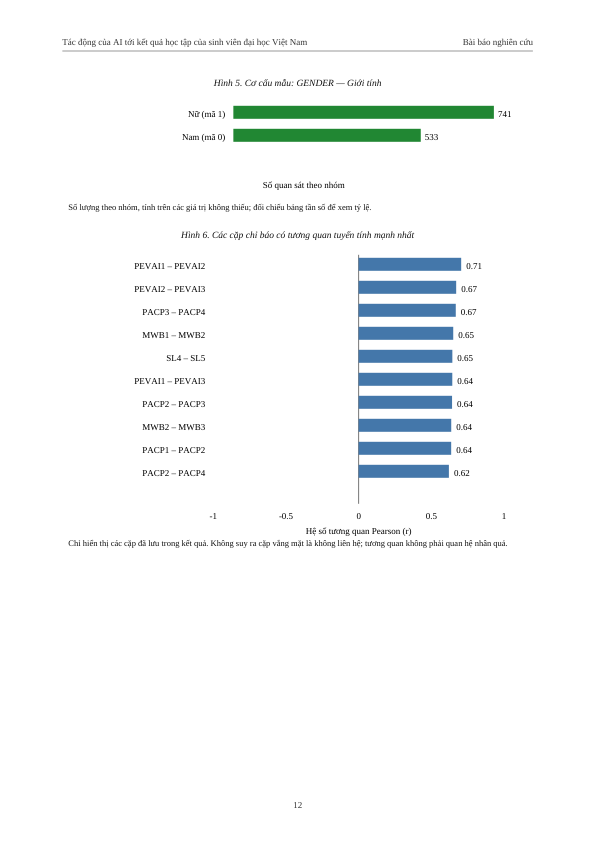 Tác động của AI tới kết quả học tập của sinh viên đại học Việt Nam Bài báo nghiên cứu
Hình 5. Cơ cấu mẫu: GENDER — Giới tính
Nữ (mã 1) 741
Nam (mã 0) 533
Số quan sát theo nhóm
Số lượng theo nhóm, tính trên các giá trị không thiếu; đối chiếu bảng tần số để xem tỷ lệ.
Hình 6. Các cặp chỉ báo có tương quan tuyến tính mạnh nhất
PEVAI1 – PEVAI2 0.71
PEVAI2 – PEVAI3 0.67
PACP3 – PACP4 0.67
MWB1 – MWB2 0.65
SL4 – SL5 0.65
PEVAI1 – PEVAI3 0.64
PACP2 – PACP3 0.64
MWB2 – MWB3 0.64
PACP1 – PACP2 0.64
PACP2 – PACP4 0.62
-1 -0.5 0 0.5 1
Hệ số tương quan Pearson (r)
Chỉ hiển thị các cặp đã lưu trong kết quả. Không suy ra cặp vắng mặt là không liên hệ; tương quan không phải quan hệ nhân quả.
12